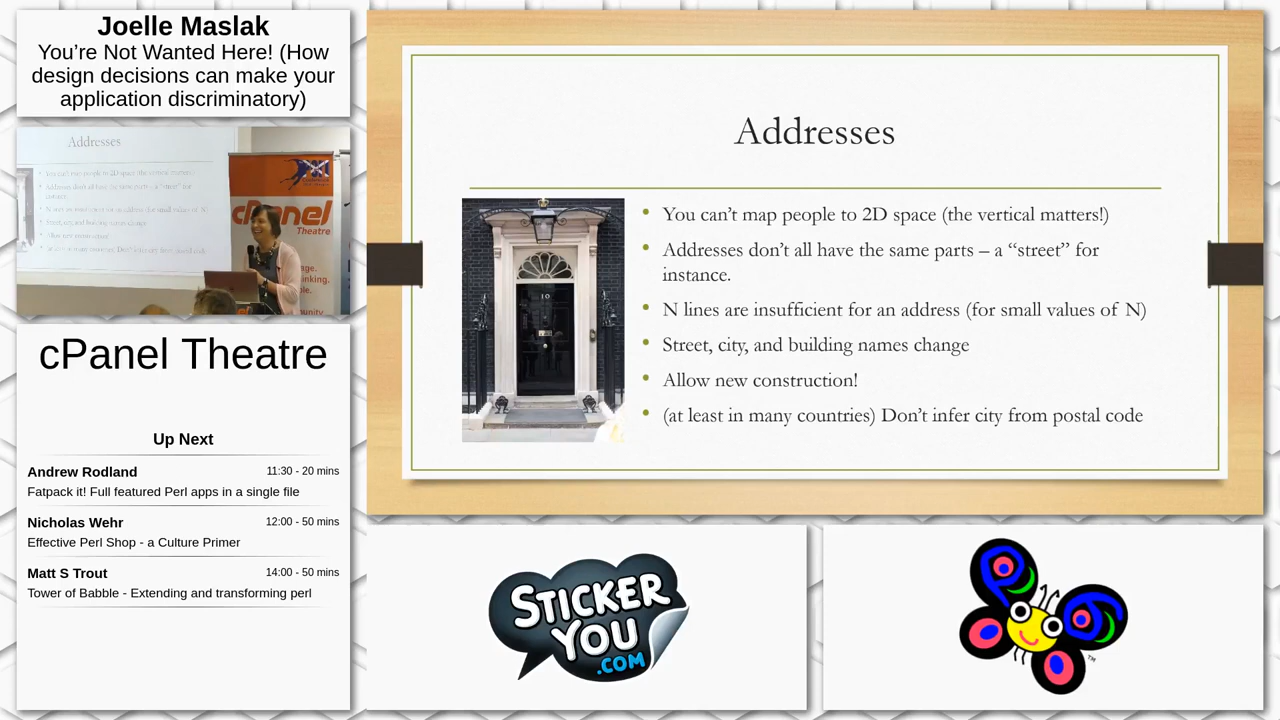 Joelle Maslak
You’re Not Wanted Here! (How
design decisions can make your
application discriminatory)
Addresses
cPanel
Theatre
cPanel Theatre
Up Next
Andrew Rodland
11:30 - 20 mins
Fatpack it! Full featured Perl apps in a single file
Nicholas Wehr
12:00 - 50 mins
Effective Perl Shop - a Culture Primer
Matt S Trout
14:00 - 50 mins
Tower of Babble - Extending and transforming perl
Addresses
10
• You can’t map people to 2D space (the vertical matters!)
• Addresses don’t all have the same parts – a “street” for
instance.
• N lines are insufficient for an address (for small values of N)
• Street, city, and building names change
• Allow new construction!
• (at least in many countries) Don’t infer city from postal code
STICKER
YOU
.COM
TM